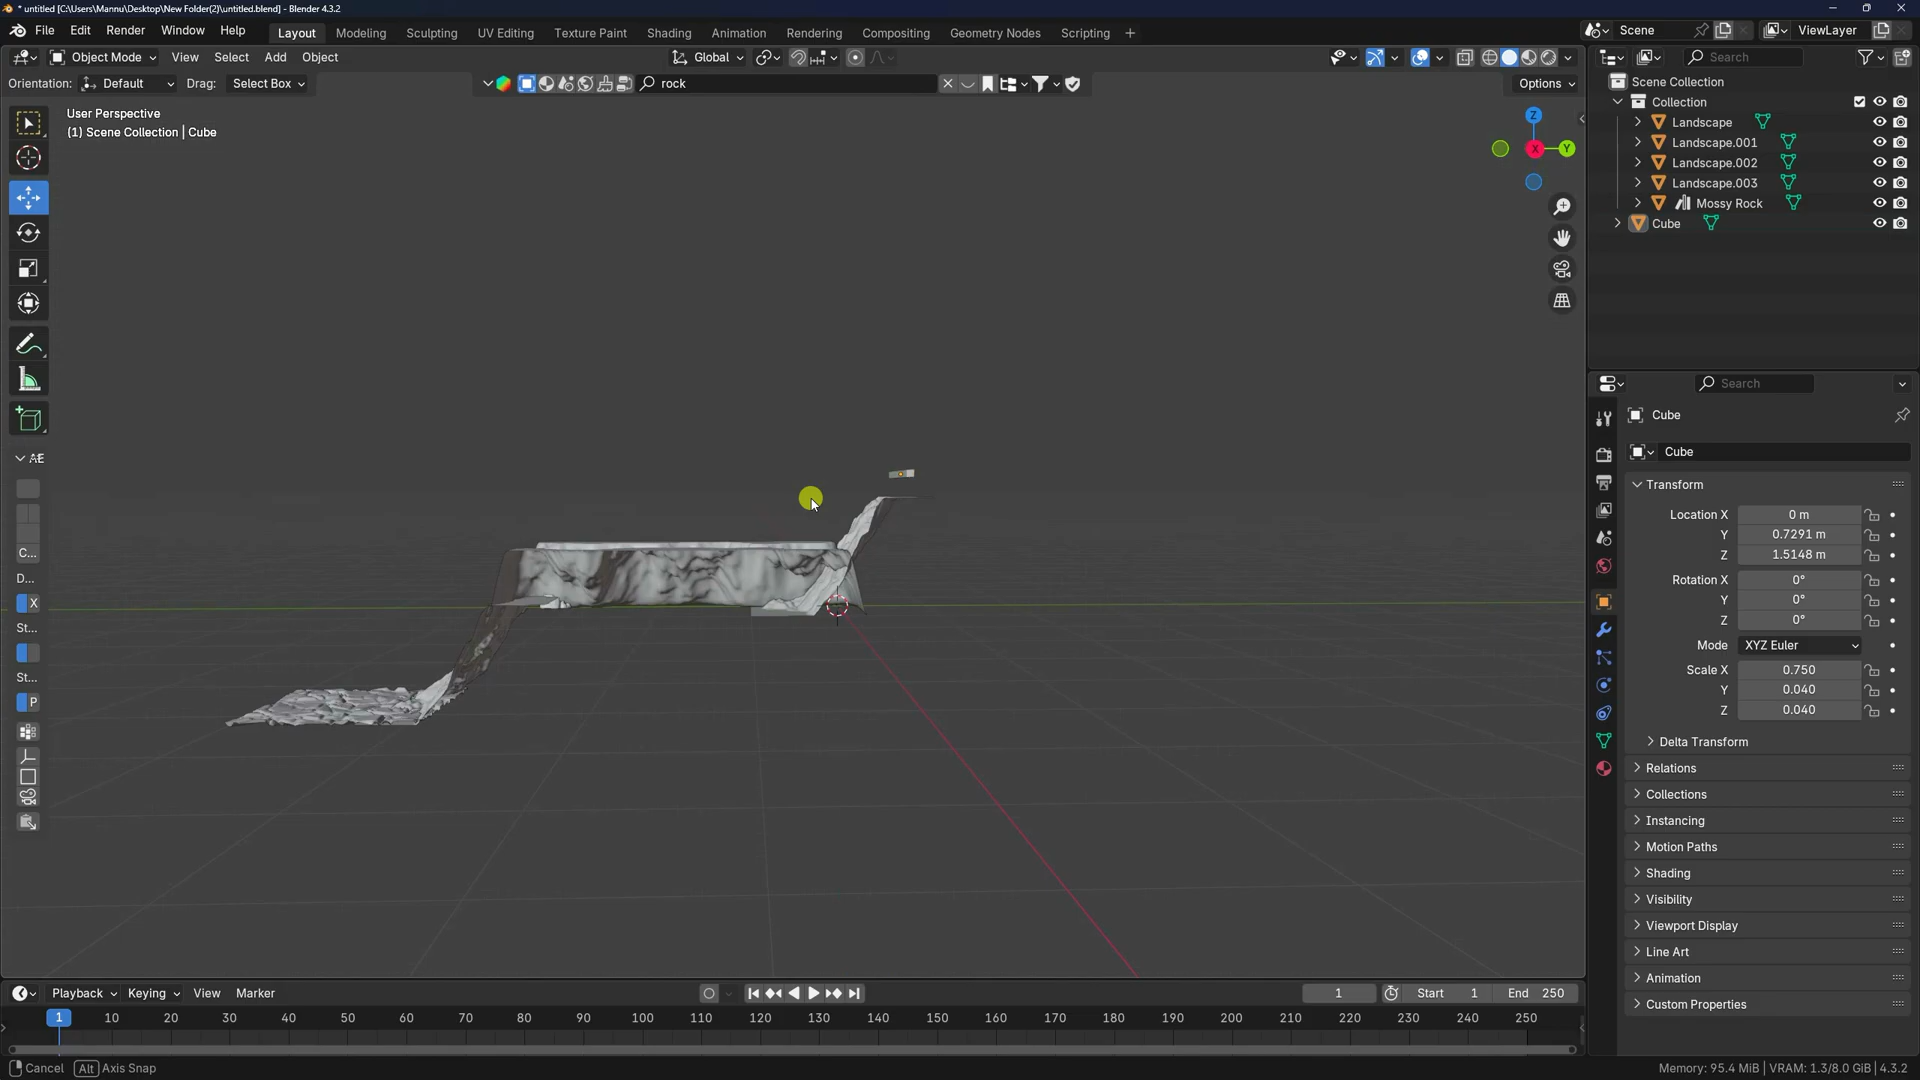 * untitled [C:\Users\Mannu\Desktop\New Folder(2)\untitled.blend] - Blender 4.3.2
File Edit Render Window Help Layout Modeling Sculpting UV Editing Texture Paint Shading Animation Rendering Compositing Geometry Nodes Scripting + Scene ViewLayer
Object Mode View Select Add Object Global
Orientation: Default Drag: Select Box rock Options
User Perspective
(1) Scene Collection | Cube
Z
X
Y
AE
C...
D...
X
St...
St...
P
Search
Scene Collection
Collection
Landscape
Landscape.001
Landscape.002
Landscape.003
Mossy Rock
Cube
Search
Cube
Cube
Transform
Location X 0 m
Y 0.7291 m
Z 1.5148 m
Rotation X 0°
Y 0°
Z 0°
Mode XYZ Euler
Scale X 0.750
Y 0.040
Z 0.040
Delta Transform
Relations
Collections
Instancing
Motion Paths
Shading
Visibility
Viewport Display
Line Art
Animation
Custom Properties
Playback Keying View Marker 1 Start 1 End 250
1 10 20 30 40 50 60 70 80 90 100 110 120 130 140 150 160 170 180 190 200 210 220 230 240 250
Cancel Alt Axis Snap Memory: 95.4 MiB | VRAM: 1.3/8.0 GiB | 4.3.2